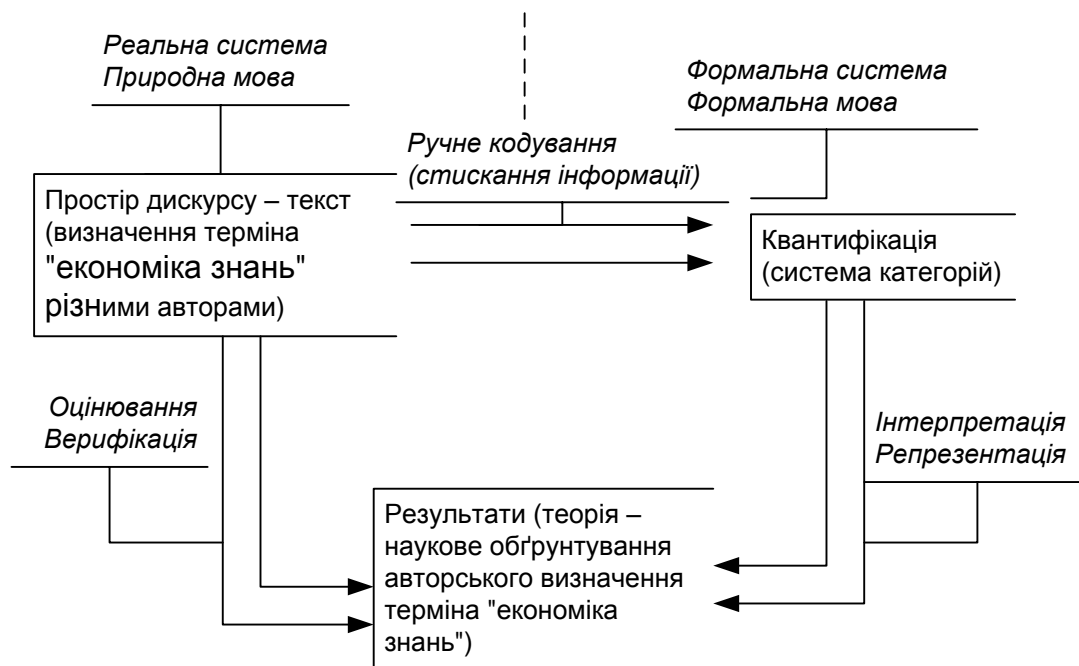 Реальна система
Природна мова
Формальна система
Формальна мова
Ручне кодування
(стискання інформації)
Простір дискурсу – текст
(визначення терміна
"економіка знань"
різними авторами)
Квантифікація
(система категорій)
Оцінювання
Верифікація
Інтерпретація
Репрезентація
Результати (теорія –
наукове обґрунтування
авторського визначення
терміна "економіка
знань")